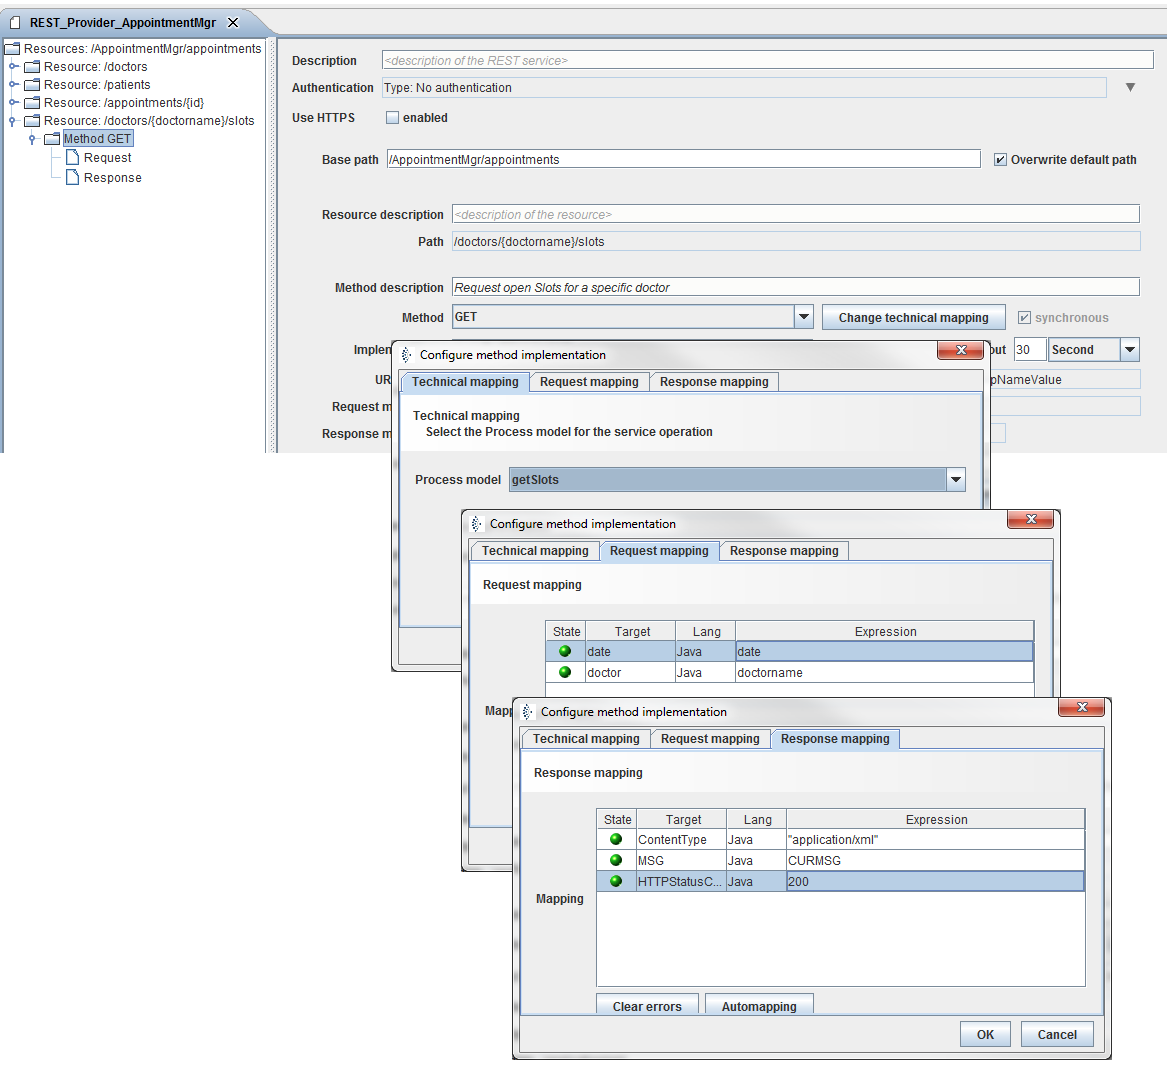 REST_Provider_AppointmentMgr
Resources: /AppointmentMgr/appointments
Resource: /doctors
Resource: /patients
Resource: /appointments/{id}
Resource: /doctors/{doctorname}/slots
Method GET
Request
Response
Description <description of the REST service>
Authentication Type: No authentication
Use HTTPS enabled
Base path /AppointmentMgr/appointments Overwrite default path
Resource description <description of the resource>
Path /doctors/{doctorname}/slots
Method description Request open Slots for a specific doctor
Method GET Change technical mapping synchronous
Implen out 30 Second
UR pNameValue
Request m
Response m
Configure method implementation
Technical mapping Request mapping Response mapping
Technical mapping
Select the Process model for the service operation
Process model getSlots
Configure method implementation
Technical mapping Request mapping Response mapping
Request mapping
State Target Lang Expression
date Java date
doctor Java doctorname
Mapp
Configure method implementation
Technical mapping Request mapping Response mapping
Response mapping
State Target Lang Expression
ContentType Java "application/xml"
MSG Java CURMSG
HTTPStatusC... Java 200
Mapping
Clear errors Automapping
OK Cancel